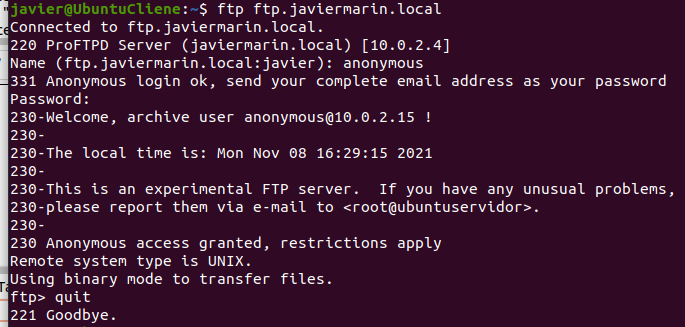 javier@UbuntuCliene:~$ ftp ftp.javiermarin.local
Connected to ftp.javiermarin.local.
220 ProFTPD Server (javiermarin.local) [10.0.2.4]
Name (ftp.javiermarin.local:javier): anonymous
331 Anonymous login ok, send your complete email address as your password
Password:
230-Welcome, archive user anonymous@10.0.2.15 !
230-
230-The local time is: Mon Nov 08 16:29:15 2021
230-
230-This is an experimental FTP server.  If you have any unusual problems,
230-please report them via e-mail to <root@ubuntuservidor>.
230-
230 Anonymous access granted, restrictions apply
Remote system type is UNIX.
Using binary mode to transfer files.
ftp> quit
221 Goodbye.